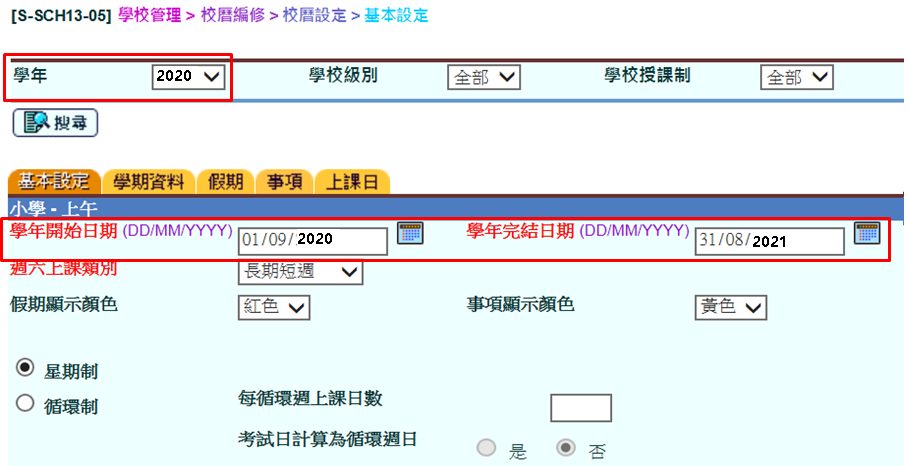 [S-SCH13-05] 學校管理 > 校曆編修 > 校曆設定 > 基本設定
學年 2020 學校級別 全部 學校授課制 全部
搜尋
基本設定 學期資料 假期 事項 上課日
小學 - 上午
學年開始日期 (DD/MM/YYYY) 01/09/2020 學年完結日期 (DD/MM/YYYY) 31/08/2021
週六上課類別 長期短週
假期顯示顏色 紅色 事項顯示顏色 黃色
星期制
循環制 每循環週上課日數
考試日計算為循環週日 是 否